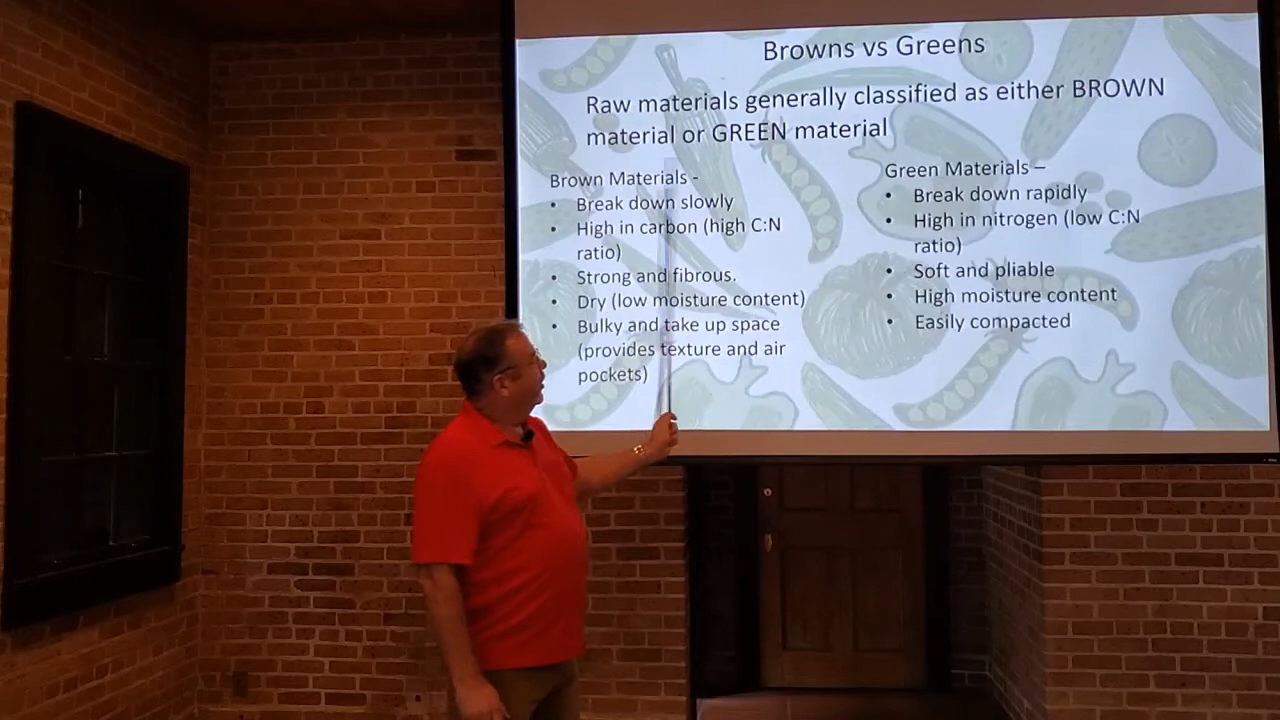 Browns vs Greens
Raw materials generally classified as either BROWN
material or GREEN material
Brown Materials -
• Break down slowly
• High in carbon (high C:N
ratio)
• Strong and fibrous.
• Dry (low moisture content)
• Bulky and take up space
(provides texture and air
pockets)
Green Materials –
• Break down rapidly
• High in nitrogen (low C:N
ratio)
• Soft and pliable
• High moisture content
• Easily compacted